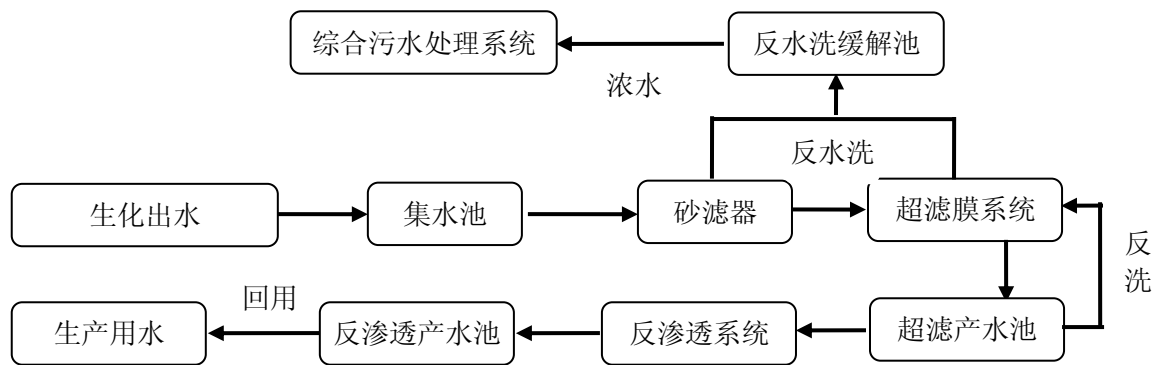 综合污水处理系统
反水洗缓解池
浓水
反水洗
生化出水
集水池
砂滤器
超滤膜系统
反洗
回用
生产用水
反渗透产水池
反渗透系统
超滤产水池